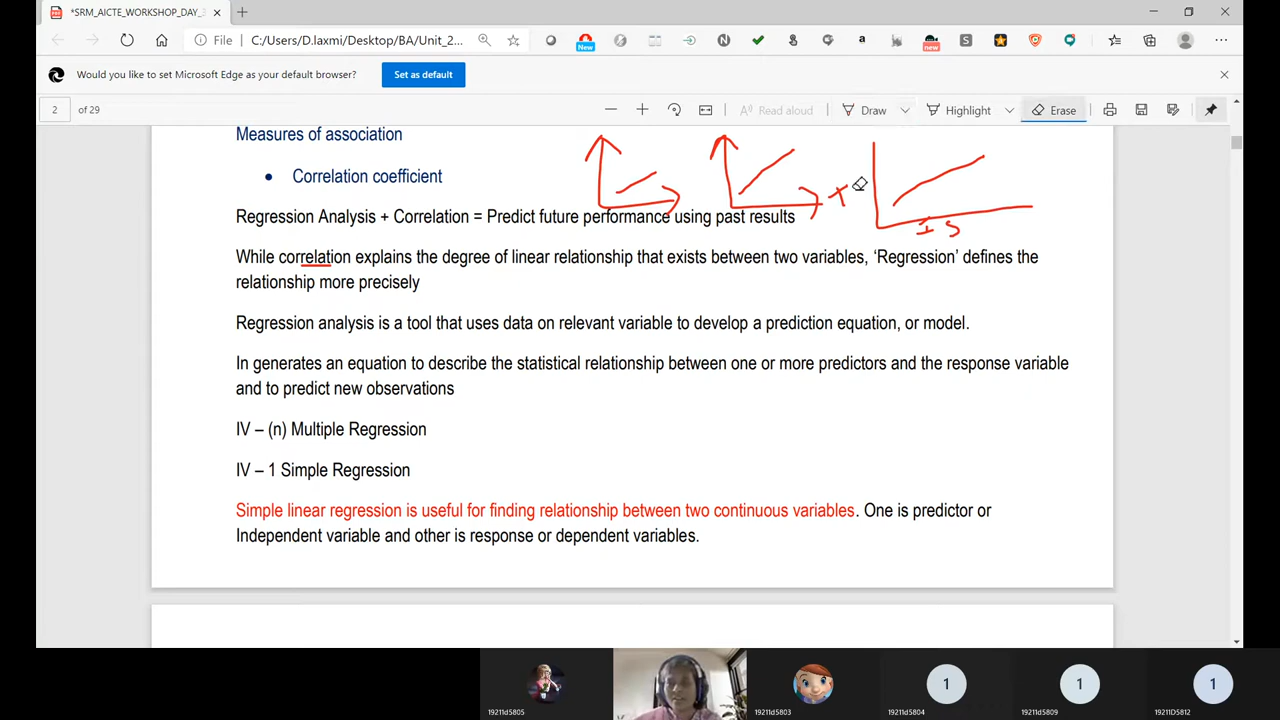 *SRM_AICTE_WORKSHOP_DAY_
File
C:/Users/D.laxmi/Desktop/BA/Unit_2...
New
new
Would you like to set Microsoft Edge as your default browser?
Set as default
2
of 29
Read aloud
Draw
Highlight
Erase
Measures of association
• Correlation coefficient
x
Regression Analysis + Correlation = Predict future performance using past results
I S
While correlation explains the degree of linear relationship that exists between two variables, ‘Regression’ defines the
relationship more precisely
Regression analysis is a tool that uses data on relevant variable to develop a prediction equation, or model.
In generates an equation to describe the statistical relationship between one or more predictors and the response variable
and to predict new observations
IV – (n) Multiple Regression
IV – 1 Simple Regression
Simple linear regression is useful for finding relationship between two continuous variables. One is predictor or
Independent variable and other is response or dependent variables.
1
1
1
19211d5805
19211d5803
19211d5804
19211d5809
19211D5812